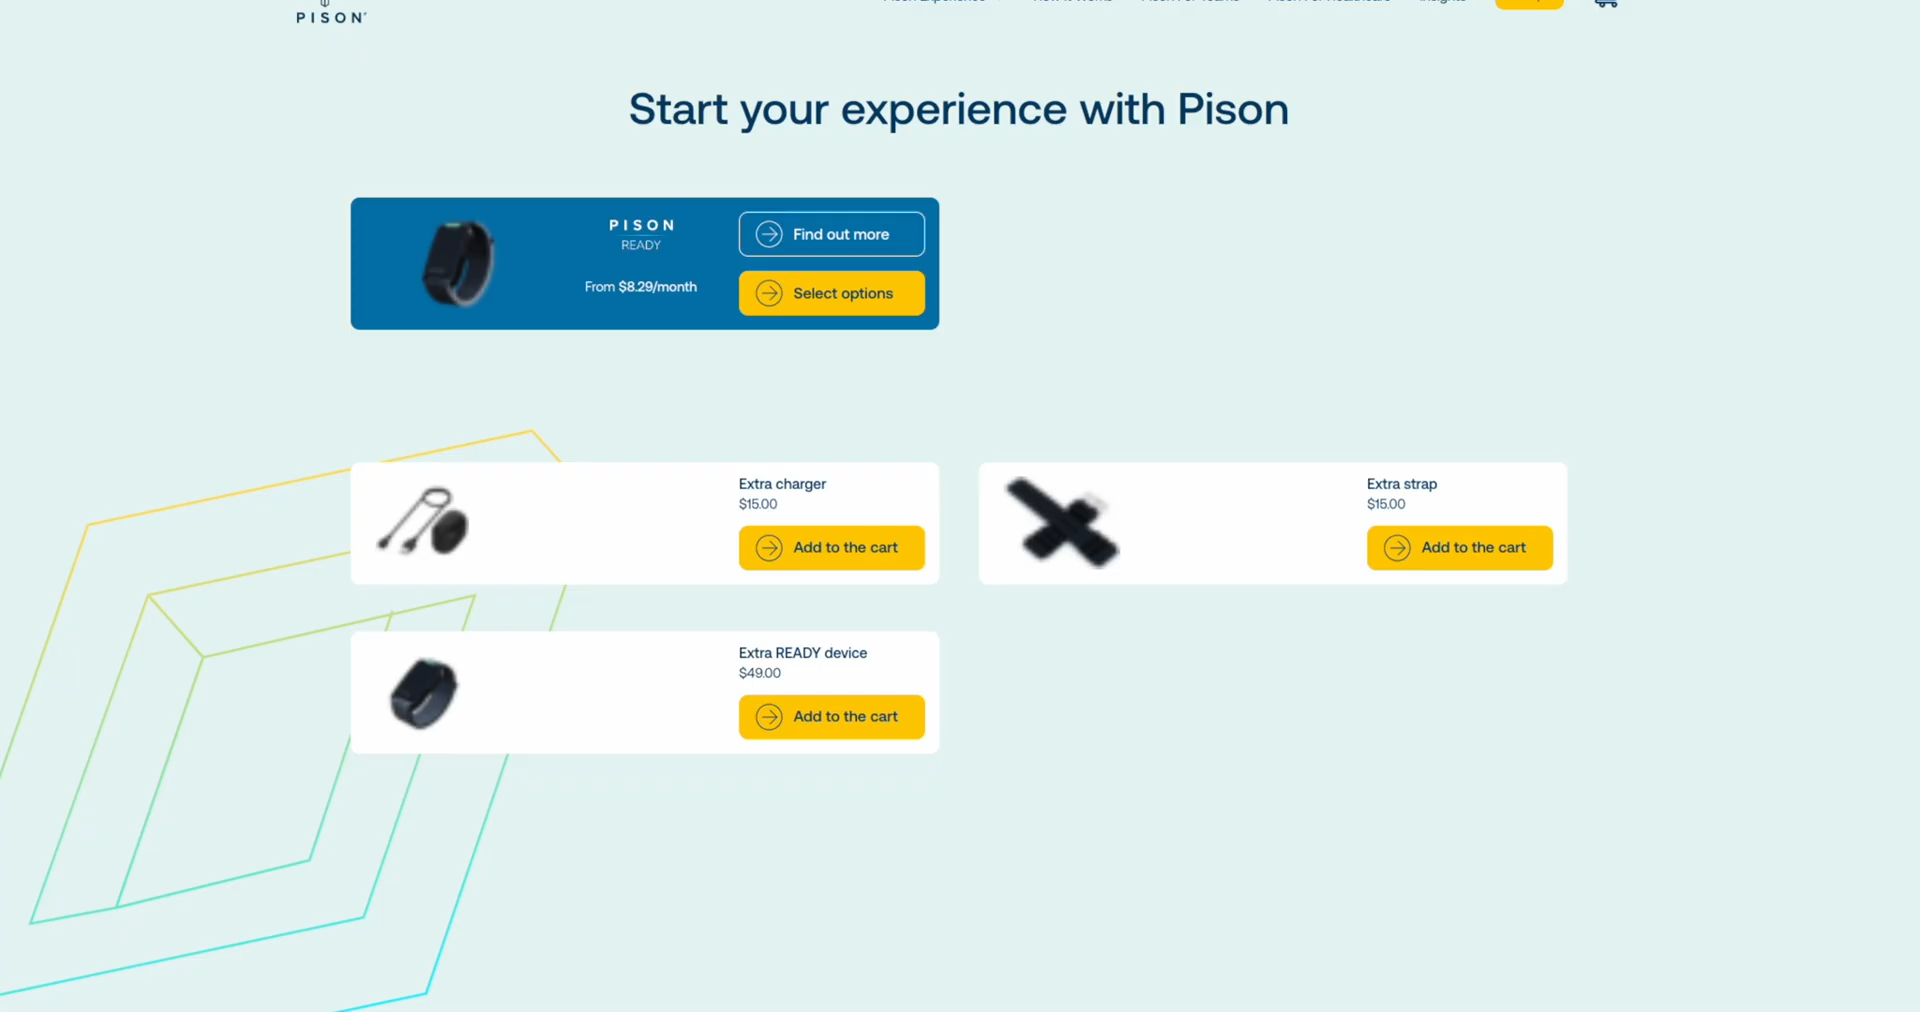 PISON
Start your experience with Pison
PISON
READY
From $8.29/month
Find out more
Select options
Extra charger
$15.00
Add to the cart
Extra strap
$15.00
Add to the cart
Extra READY device
$49.00
Add to the cart